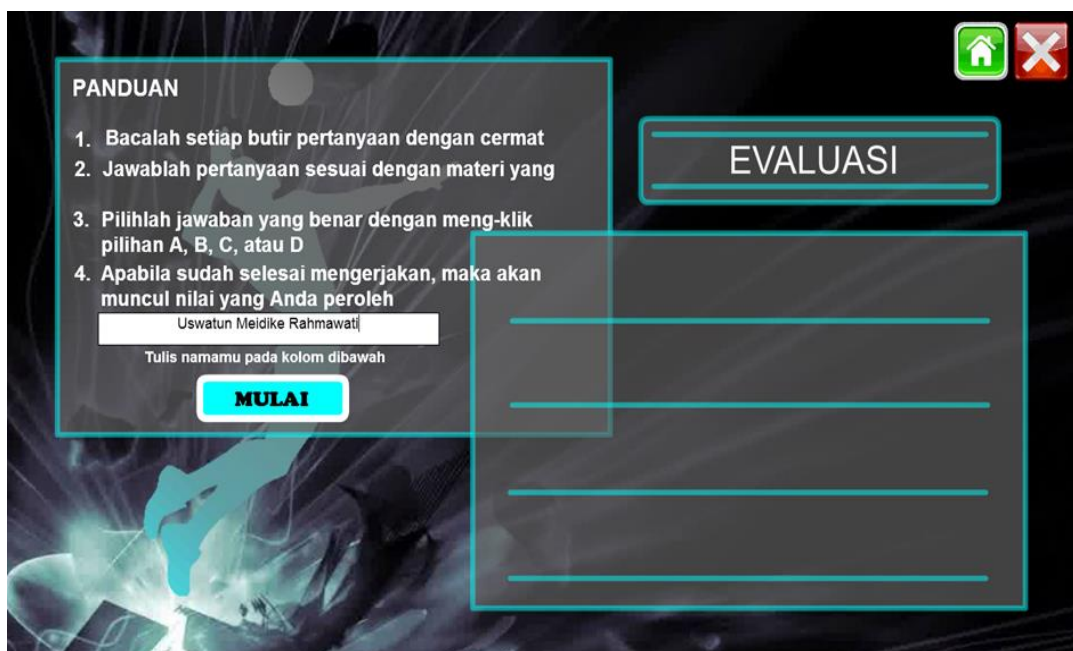 PANDUAN
1. Bacalah setiap butir pertanyaan dengan cermat
2. Jawablah pertanyaan sesuai dengan materi yang
3. Pilihlah jawaban yang benar dengan meng-klik
pilihan A, B, C, atau D
4. Apabila sudah selesai mengerjakan, maka akan
muncul nilai yang Anda peroleh
Uswatun Meidike Rahmawati
Tulis namamu pada kolom dibawah
MULAI
EVALUASI